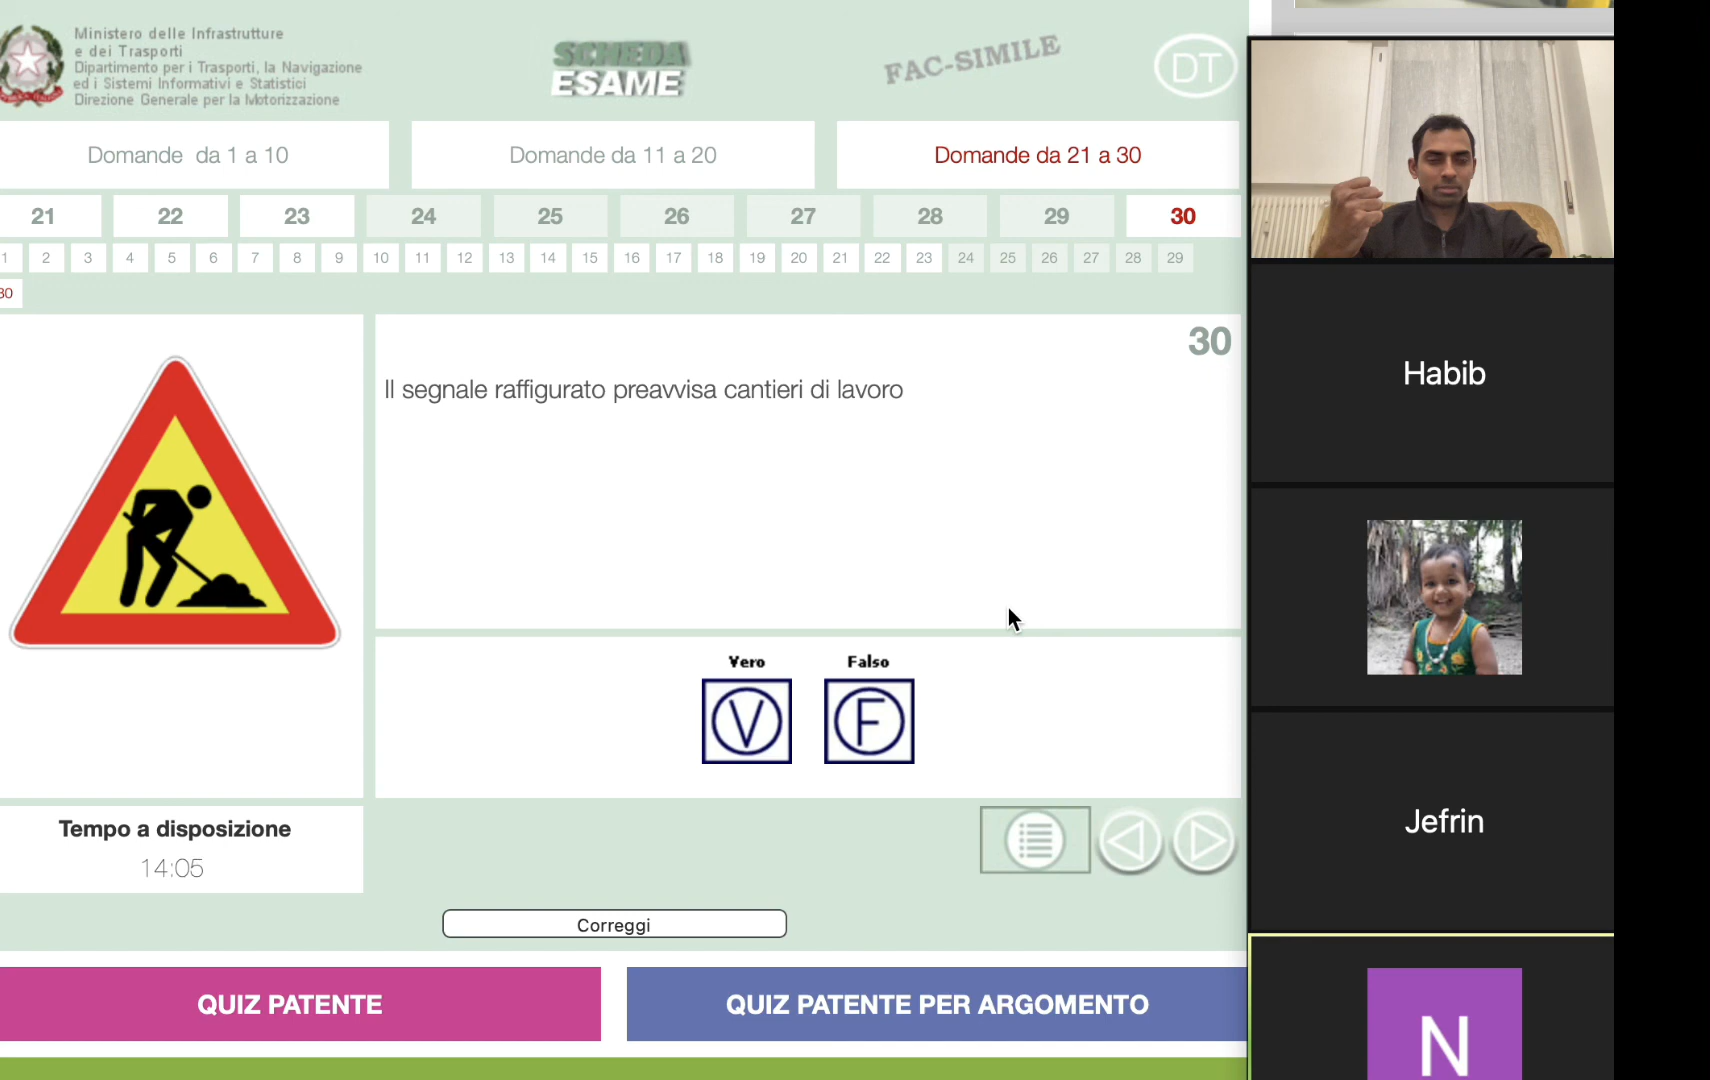 Ministero delle Infrastrutture
e dei Trasporti
Dipartimento per i Trasporti, la Navigazione
ed i Sistemi Informativi e Statistici
Direzione Generale per la Motorizzazione
SCHEDA
ESAME
FAC-SIMILE
DT
Domande da 1 a 10
Domande da 11 a 20
Domande da 21 a 30
21 22 23 24 25 26 27 28 29 30
1 2 3 4 5 6 7 8 9 10 11 12 13 14 15 16 17 18 19 20 21 22 23 24 25 26 27 28 29
30
30
Il segnale raffigurato preavvisa cantieri di lavoro
Vero Falso
V F
Tempo a disposizione
14:05
Correggi
QUIZ PATENTE
QUIZ PATENTE PER ARGOMENTO
Habib
Jefrin
N